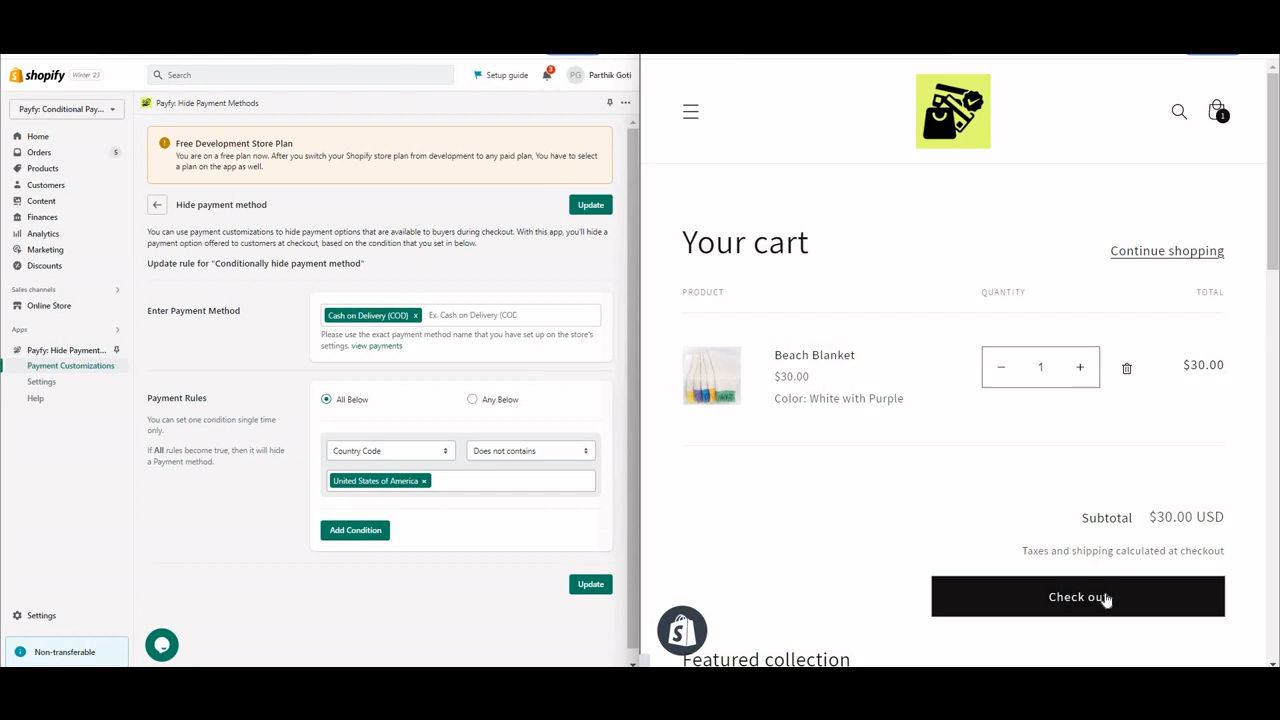 shopify
Winter '23
Search
Setup guide
3
PG
Parthik Goti
Payfy: Conditional Pay...
Home
Orders
5
Products
Customers
Content
Finances
Analytics
Marketing
Discounts
Sales channels
Online Store
Apps
Payfy: Hide Payment...
Payment Customizations
Settings
Help
Settings
Non-transferable
Payfy: Hide Payment Methods
Free Development Store Plan
You are on a free plan now. After you switch your Shopify store plan from development to any paid plan, You have to select
a plan on the app as well.
Hide payment method
Update
You can use payment customizations to hide payment options that are available to buyers during checkout. With this app, you'll hide a
payment option offered to customers at checkout, based on the condition that you set in below.
Update rule for "Conditionally hide payment method"
Enter Payment Method
Cash on Delivery (COD) x
Ex. Cash on Delivery (COD
Please use the exact payment method name that you have set up on the store's
settings. view payments
Payment Rules
You can set one condition single time
only.
If All rules become true, then it will hide
a Payment method.
All Below
Any Below
Country Code
Does not contains
United States of America x
Add Condition
Update
1
Your cart
Continue shopping
PRODUCT
QUANTITY
TOTAL
Beach Blanket
$30.00
Color: White with Purple
− 1 +
$30.00
Subtotal $30.00 USD
Taxes and shipping calculated at checkout
Check out
Featured collection